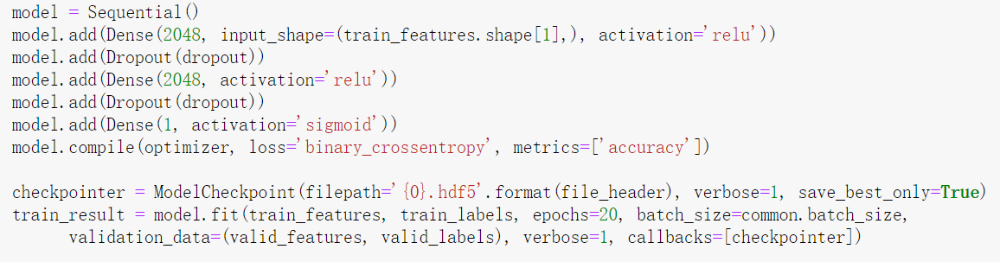 model = Sequential()
model.add(Dense(2048, input_shape=(train_features.shape[1],), activation='relu'))
model.add(Dropout(dropout))
model.add(Dense(2048, activation='relu'))
model.add(Dropout(dropout))
model.add(Dense(1, activation='sigmoid'))
model.compile(optimizer, loss='binary_crossentropy', metrics=['accuracy'])

checkpointer = ModelCheckpoint(filepath='{0}.hdf5'.format(file_header), verbose=1, save_best_only=True)
train_result = model.fit(train_features, train_labels, epochs=20, batch_size=common.batch_size,
      validation_data=(valid_features, valid_labels), verbose=1, callbacks=[checkpointer])